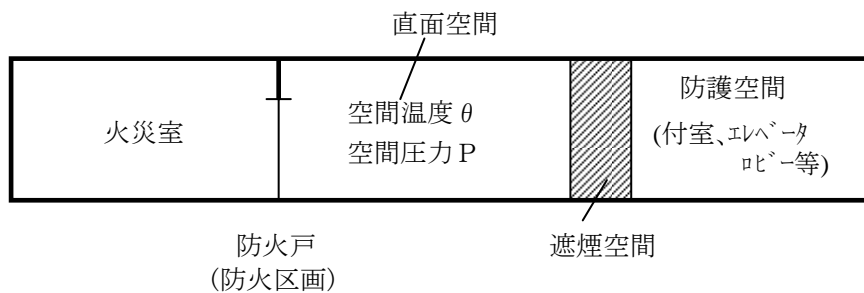 直面空間
火災室
空間温度 θ
空間圧力 P
防護空間
(付室、ｴﾚﾍﾞｰﾀ
ﾛﾋﾞｰ等)
防火戸
(防火区画)
遮煙空間